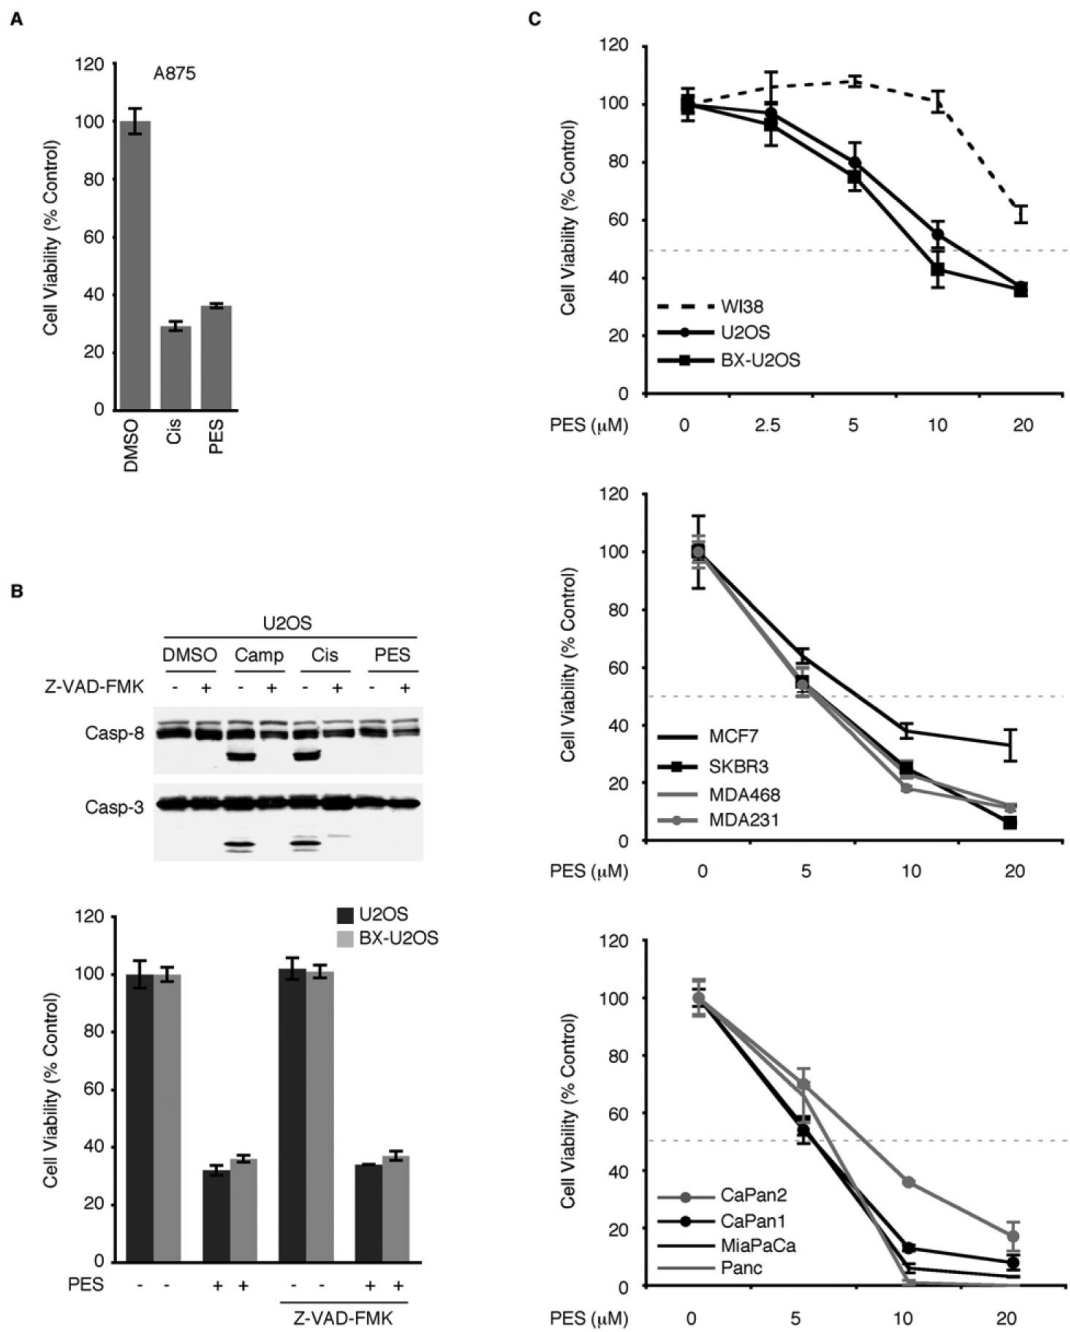 A
A875
Cell Viability (% Control)
120
100
80
60
40
20
0
DMSO
Cis
PES
B
U2OS
DMSO Camp Cis PES
Z-VAD-FMK - + - + - + - +
Casp-8
Casp-3
Cell Viability (% Control)
120
100
80
60
40
20
0
U2OS
BX-U2OS
PES - - + + - - + +
Z-VAD-FMK
C
Cell Viability (% Control)
120
100
80
60
40
20
0
WI38
U2OS
BX-U2OS
PES (μM) 0 2.5 5 10 20
Cell Viability (% Control)
120
100
80
60
40
20
0
MCF7
SKBR3
MDA468
MDA231
PES (μM) 0 5 10 20
Cell Viability (% Control)
120
100
80
60
40
20
0
CaPan2
CaPan1
MiaPaCa
Panc
PES (μM) 0 5 10 20